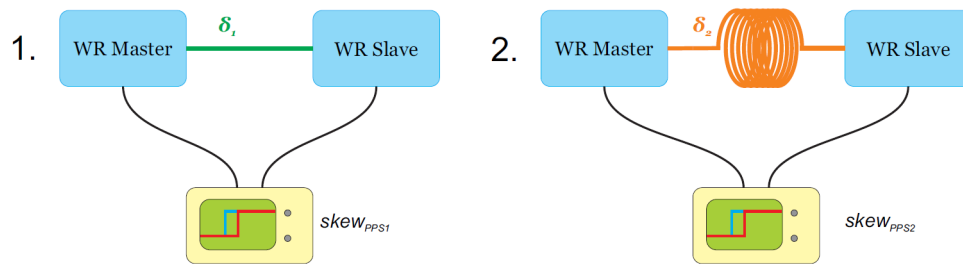 1.
WR Master
δ₁
WR Slave
skewPPS1
2.
WR Master
δ₂
WR Slave
skewPPS2